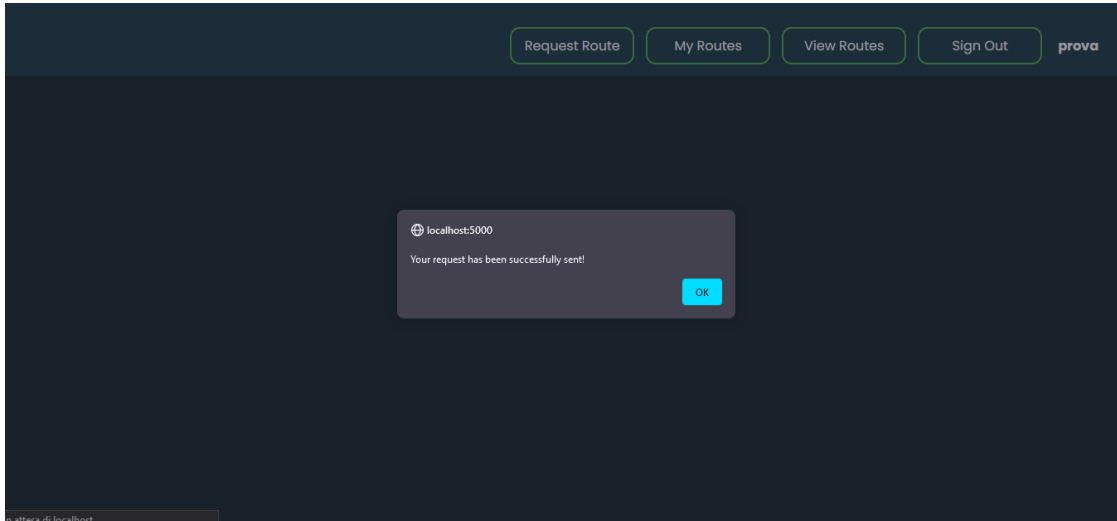 Request Route My Routes View Routes Sign Out prova
localhost:5000
Your request has been successfully sent!
OK
attesa di localhost